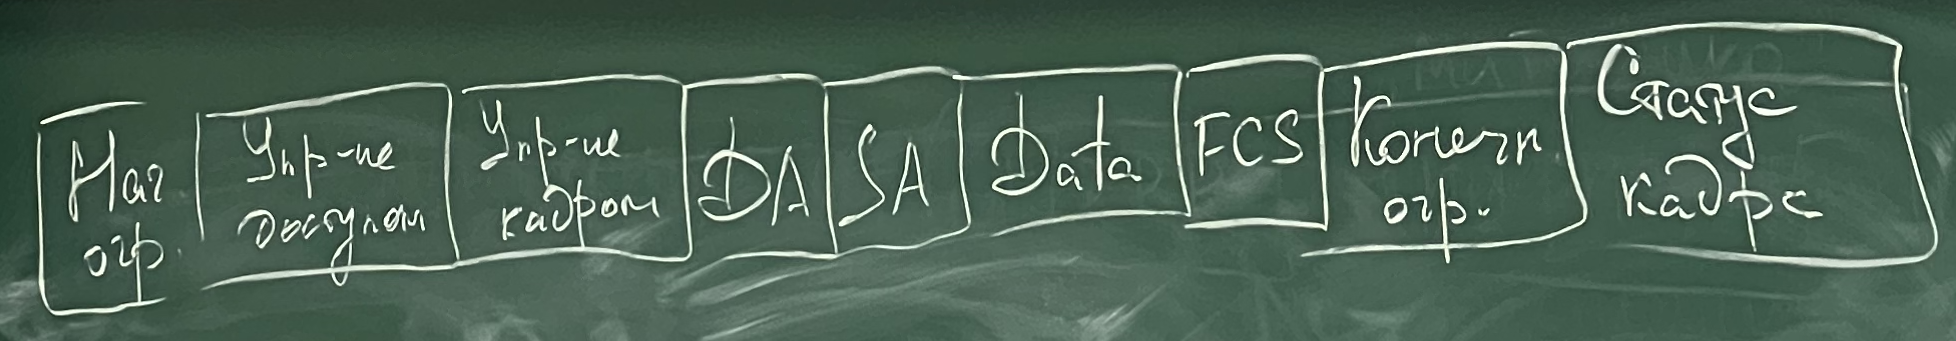 Нач
огр.
Упр-ие
доступом
Упр-ие
кадром
DA
SA
Data
FCS
Конечн.
огр.
Статус
кадра